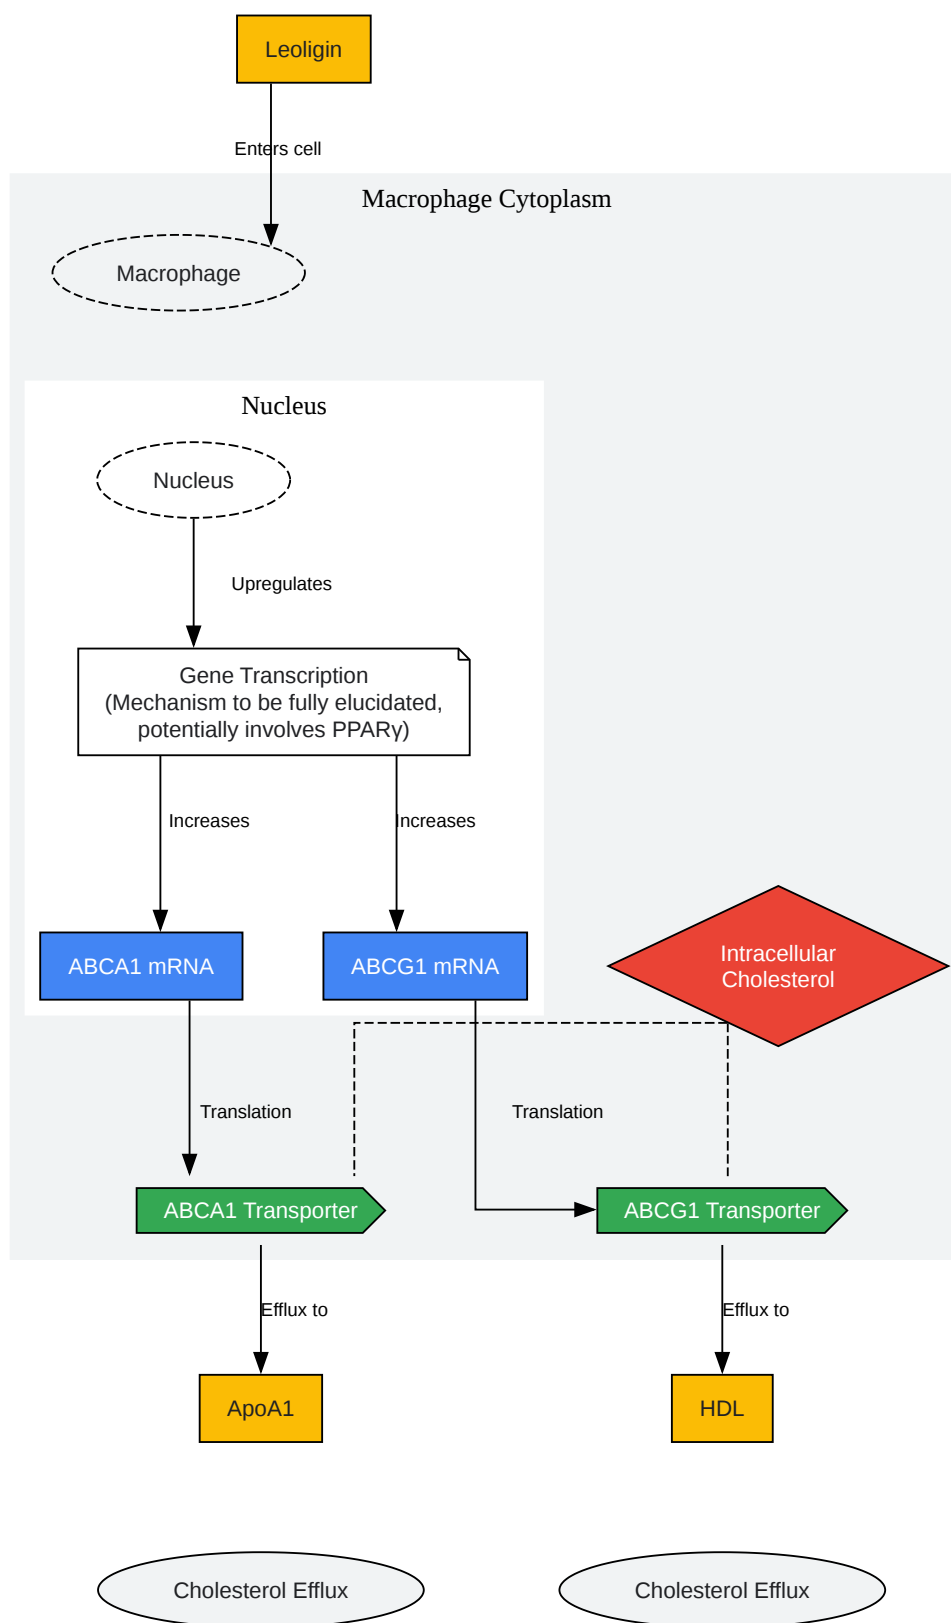 Leoligin
Enters cell
Macrophage Cytoplasm
Macrophage
Nucleus
Nucleus
Upregulates
Gene Transcription
(Mechanism to be fully elucidated,
potentially involves PPARγ)
Increases
Increases
ABCA1 mRNA
ABCG1 mRNA
Intracellular
Cholesterol
Translation
Translation
ABCA1 Transporter
ABCG1 Transporter
Efflux to
Efflux to
ApoA1
HDL
Cholesterol Efflux
Cholesterol Efflux